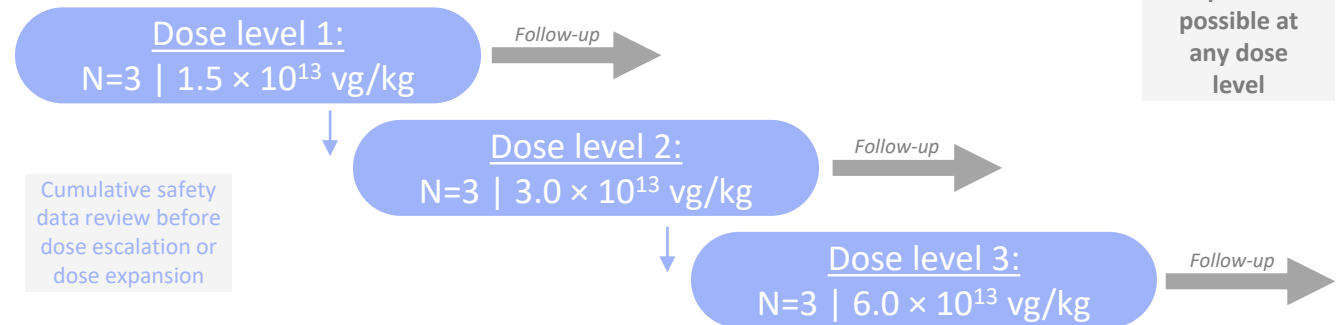 possible at
any dose
level
Dose level 1:
N=3 | 1.5 × 10¹³ vg/kg
Follow-up
Dose level 2:
N=3 | 3.0 × 10¹³ vg/kg
Follow-up
Cumulative safety
data review before
dose escalation or
dose expansion
Dose level 3:
N=3 | 6.0 × 10¹³ vg/kg
Follow-up